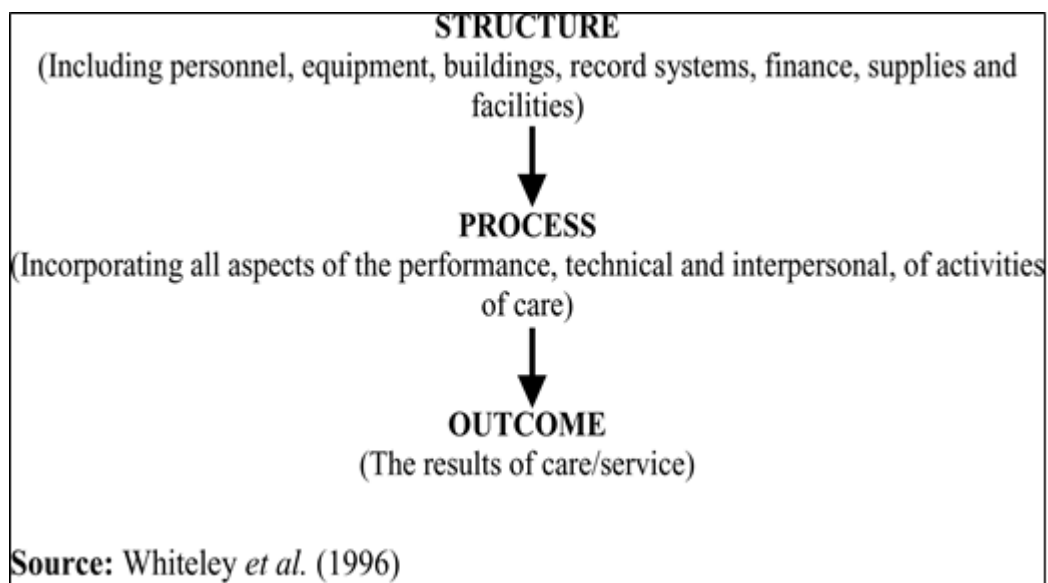 STRUCTURE
(Including personnel, equipment, buildings, record systems, finance, supplies and
facilities)
PROCESS
(Incorporating all aspects of the performance, technical and interpersonal, of activities
of care)
OUTCOME
(The results of care/service)
Source: Whiteley et al. (1996)